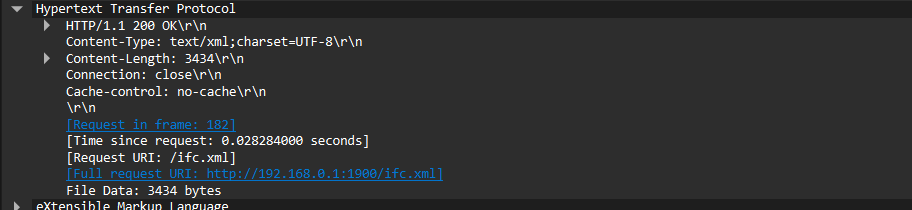 Hypertext Transfer Protocol
HTTP/1.1 200 OK\r\n
Content-Type: text/xml;charset=UTF-8\r\n
Content-Length: 3434\r\n
Connection: close\r\n
Cache-control: no-cache\r\n
\r\n
[Request in frame: 182]
[Time since request: 0.028284000 seconds]
[Request URI: /ifc.xml]
[Full request URI: http://192.168.0.1:1900/ifc.xml]
File Data: 3434 bytes
eXtensible Markup Language